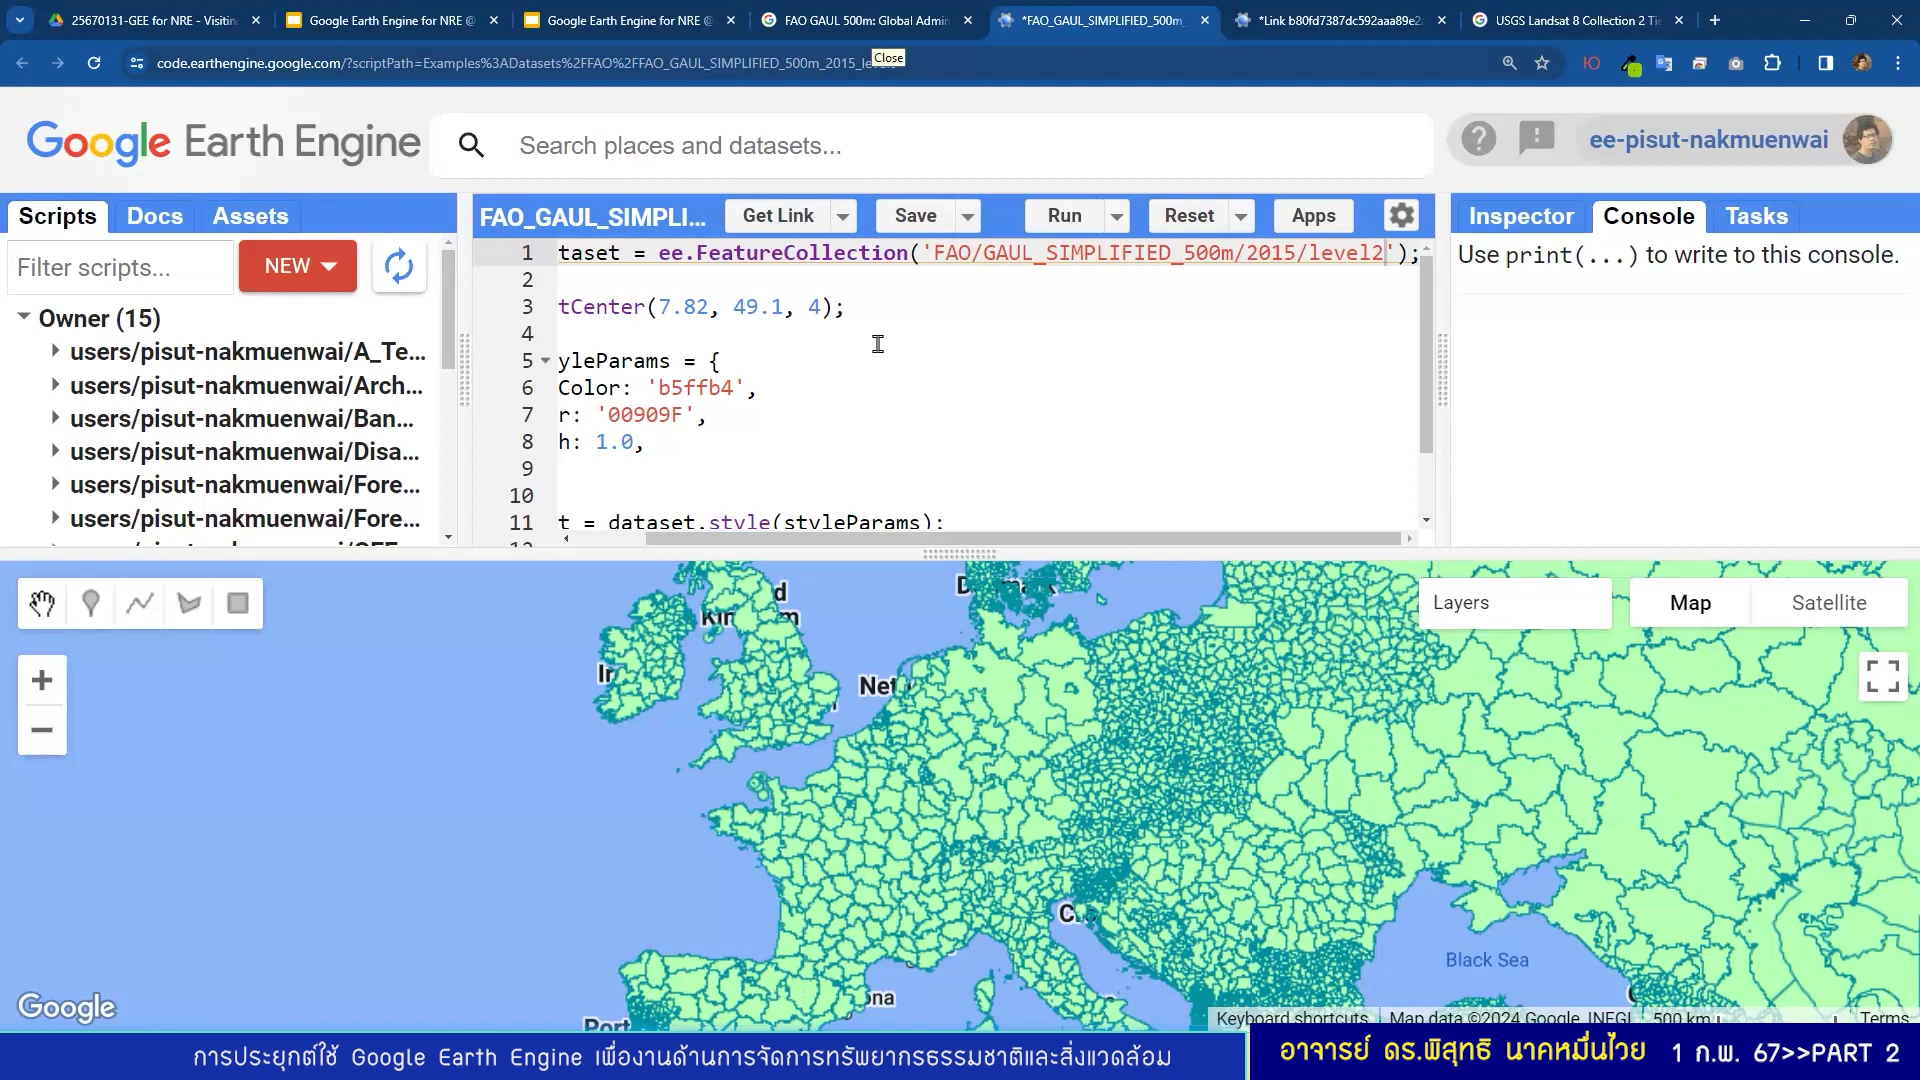 25670131-GEE for NRE - Visitin
Google Earth Engine for NRE @
Google Earth Engine for NRE @
FAO GAUL 500m: Global Admin
*FAO_GAUL_SIMPLIFIED_500m_
*Link b80fd7387dc592aaa89e2
USGS Landsat 8 Collection 2 Tie
Close
code.earthengine.google.com/?scriptPath=Examples%3ADatasets%2FFAO%2FFAO_GAUL_SIMPLIFIED_500m_2015_level
Google Earth Engine
Search places and datasets...
ee-pisut-nakmuenwai
Scripts
Docs
Assets
FAO_GAUL_SIMPLI...
Get Link
Save
Run
Reset
Apps
Inspector
Console
Tasks
Filter scripts...
NEW
Owner (15)
users/pisut-nakmuenwai/A_Te...
users/pisut-nakmuenwai/Arch...
users/pisut-nakmuenwai/Ban...
users/pisut-nakmuenwai/Disa...
users/pisut-nakmuenwai/Fore...
users/pisut-nakmuenwai/Fore...
1 taset = ee.FeatureCollection('FAO/GAUL_SIMPLIFIED_500m/2015/level2');
2
3 tCenter(7.82, 49.1, 4);
4
5 yleParams = {
6 Color: 'b5ffb4',
7 r: '00909F',
8 h: 1.0,
9
10
11 t = dataset.style(styleParams);
Use print(...) to write to this console.
Layers
Map
Satellite
Net
Black Sea
Port
Google
Keyboard shortcuts
Map data ©2024 Google, INEGI
500 km
Terms
การประยุกต์ใช้ Google Earth Engine เพื่องานด้านการจัดการทรัพยากรธรรมชาติและสิ่งแวดล้อม
อาจารย์ ดร.พิสุทธิ นาคหมื่นไวย 1 ก.พ. 67>>PART 2